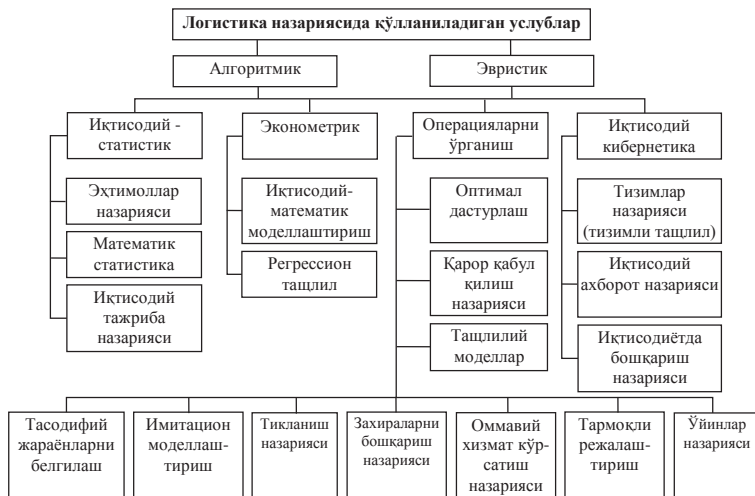 Логистика назариясида қўлланиладиган услублар
Алгоритмик
Эвристик
Иқтисодий -
статистик
Эҳтимоллар
назарияси
Математик
статистика
Иқтисодий
тажриба
назарияси
Эконометрик
Иқтисодий-
математик
моделлаштириш
Регрессион
таҳлил
Операцияларни
ўрганиш
Оптимал
дастурлаш
Қарор қабул
қилиш
назарияси
Таҳлилий
моделлар
Иқтисодий
кибернетика
Тизимлар
назарияси
(тизимли таҳлил)
Иқтисодий
ахборот назарияси
Иқтисодиётда
бошқариш
назарияси
Тасодифий
жараёнларни
белгилаш
Имитацион
моделлаш-
тириш
Тикланиш
назарияси
Захираларни
бошқариш
назарияси
Оммавий
хизмат кўр-
сатиш
назарияси
Тармоқли
режалаш-
тириш
Ўйинлар
назарияси